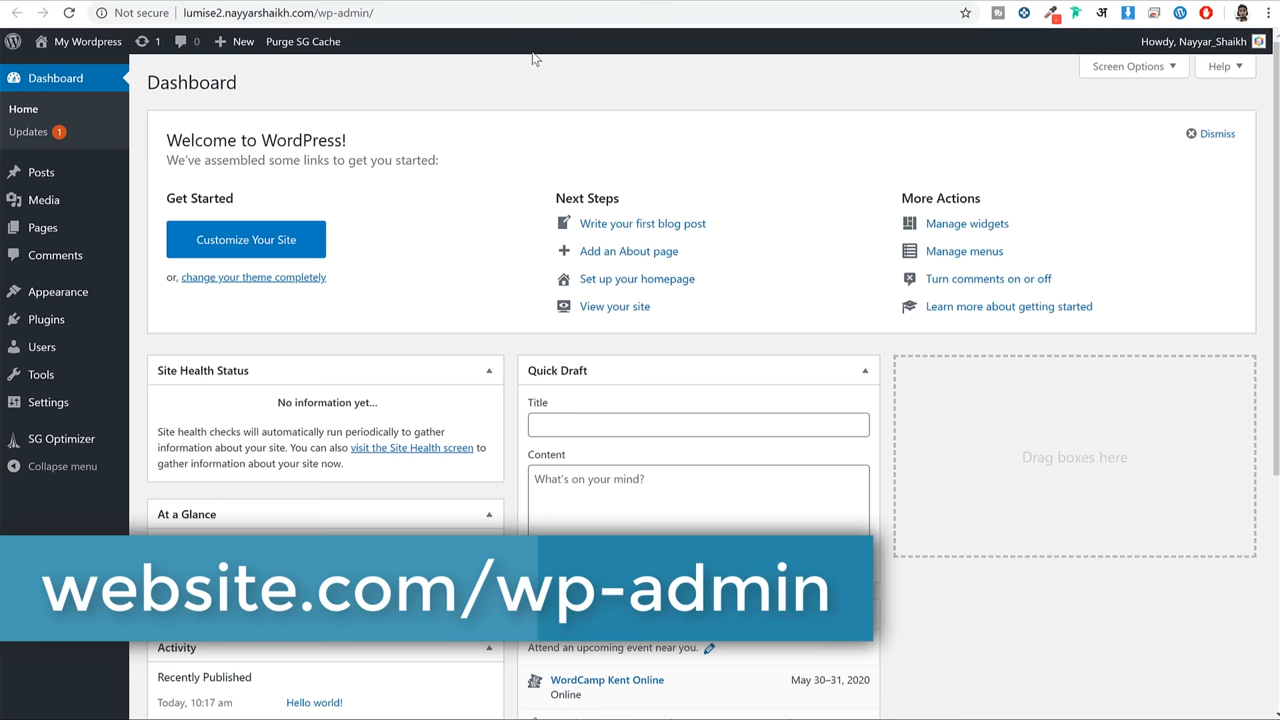 Not secure
lumise2.nayyarshaikh.com/wp-admin/
My Wordpress
1
0
New
Purge SG Cache
Howdy, Nayyar_Shaikh
Dashboard
Home
Updates 1
Posts
Media
Pages
Comments
Appearance
Plugins
Users
Tools
Settings
SG Optimizer
Collapse menu
Dashboard
Screen Options
Help
Welcome to WordPress!
We've assembled some links to get you started:
Dismiss
Get Started
Customize Your Site
or, change your theme completely
Next Steps
Write your first blog post
Add an About page
Set up your homepage
View your site
More Actions
Manage widgets
Manage menus
Turn comments on or off
Learn more about getting started
Site Health Status
No information yet...
Site health checks will automatically run periodically to gather
information about your site. You can also visit the Site Health screen to
gather information about your site now.
At a Glance
Quick Draft
Title
Content
What's on your mind?
Drag boxes here
website.com/wp-admin
Activity
Recently Published
Today, 10:17 am
Hello world!
Attend an upcoming event near you.
WordCamp Kent Online
May 30–31, 2020
Online